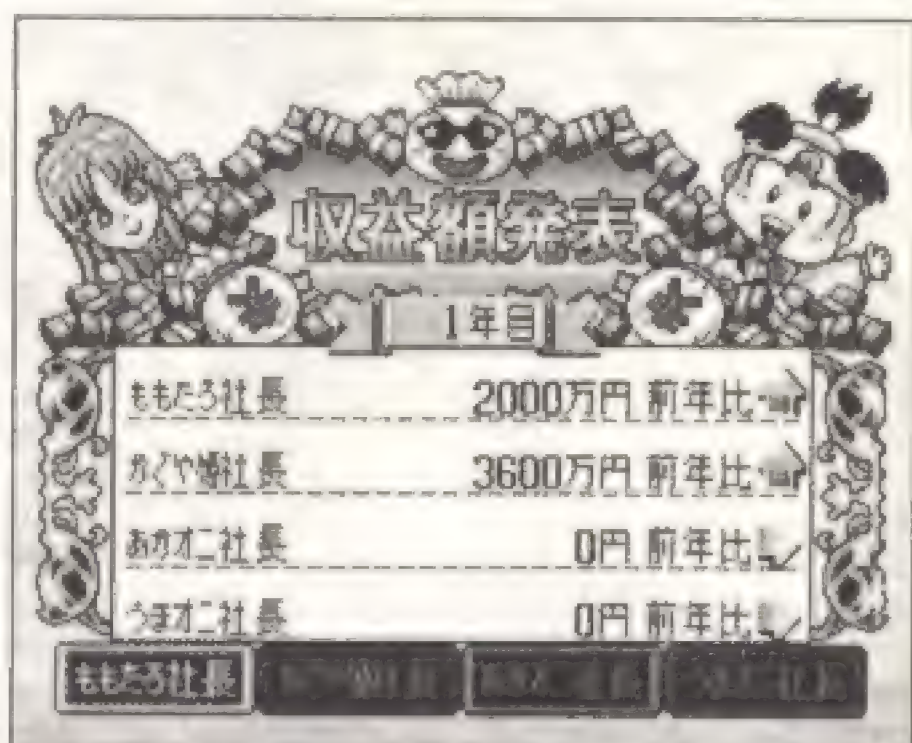 収益額発表
1年目
ももたろ社長 2000万円 前年比
かぐや姫社長 3600万円 前年比
あかオニ社長 0円 前年比
うまオニ社長 0円 前年比
ももたろ社長